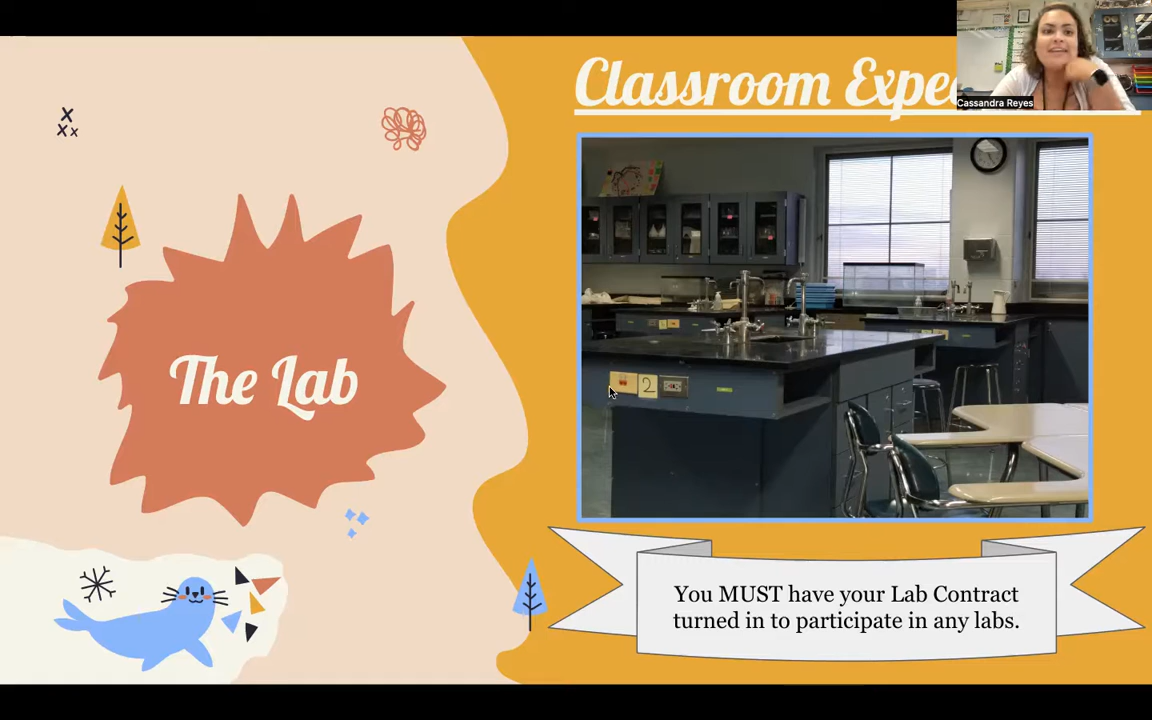 Classroom Expe
Cassandra Reyes
The Lab
2
You MUST have your Lab Contract
turned in to participate in any labs.